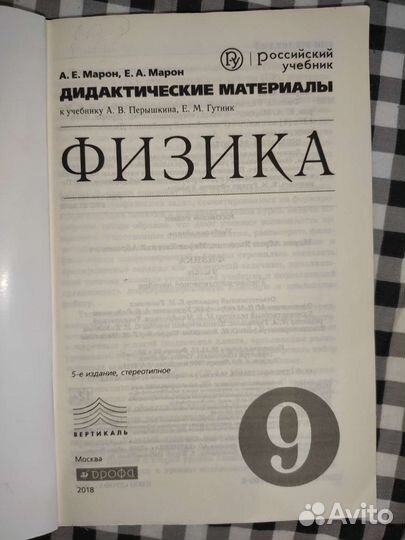 российский
учебник
А. Е. Марон, Е. А. Марон
ДИДАКТИЧЕСКИЕ МАТЕРИАЛЫ
к учебнику А. В. Перышкина, Е. М. Гутник
ФИЗИКА
5-е издание, стереотипное
ВЕРТИКАЛЬ
9
Москва
дрофа
2018
Avito